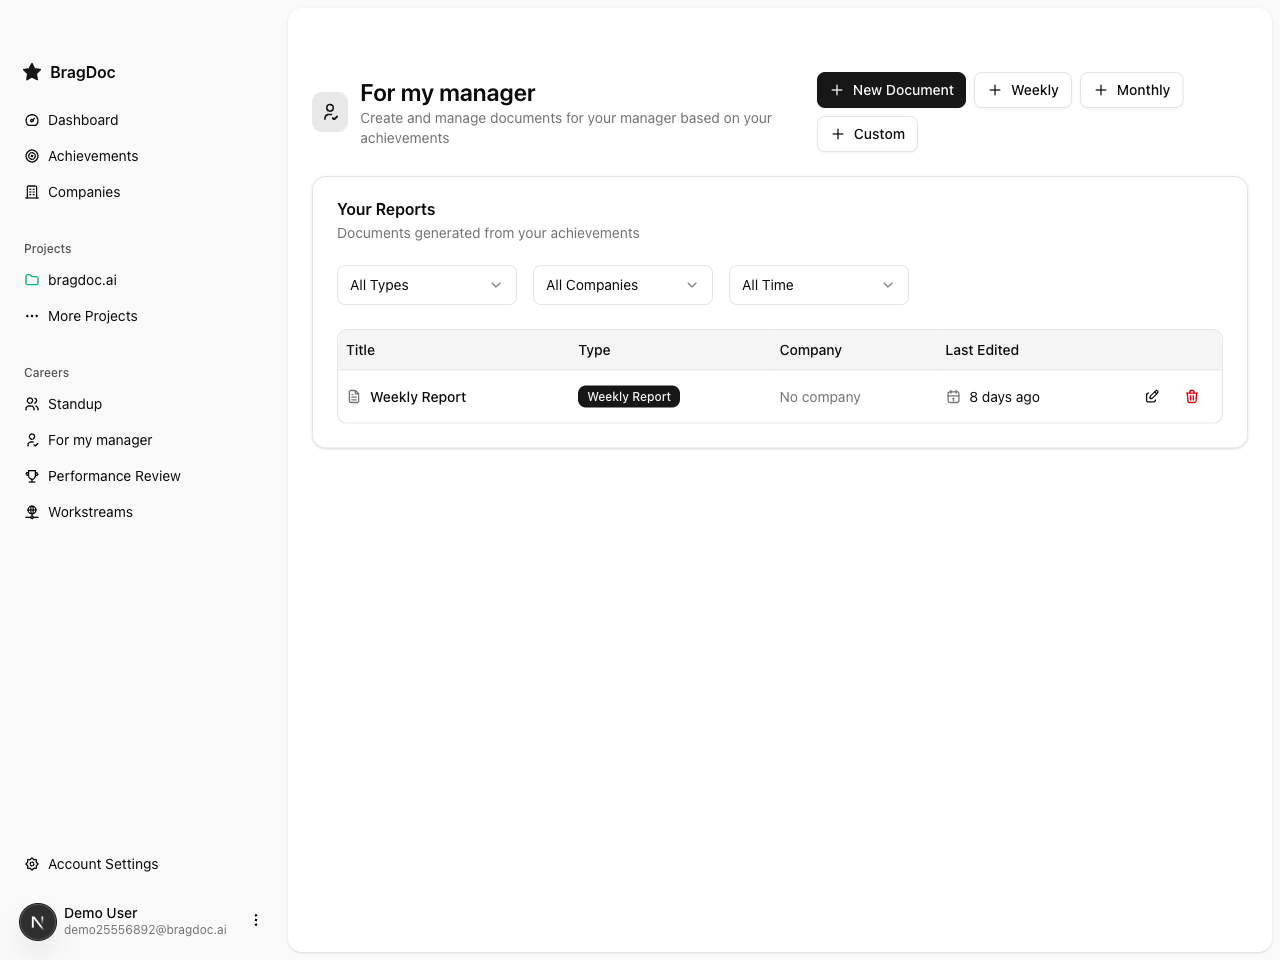 BragDoc
Dashboard
Achievements
Companies
Projects
bragdoc.ai
More Projects
Careers
Standup
For my manager
Performance Review
Workstreams
Account Settings
N
Demo User
demo25556892@bragdoc.ai
For my manager
Create and manage documents for your manager based on your
achievements
New Document
Weekly
Monthly
Custom
Your Reports
Documents generated from your achievements
All Types
All Companies
All Time
Title Type Company Last Edited
Weekly Report Weekly Report No company 8 days ago